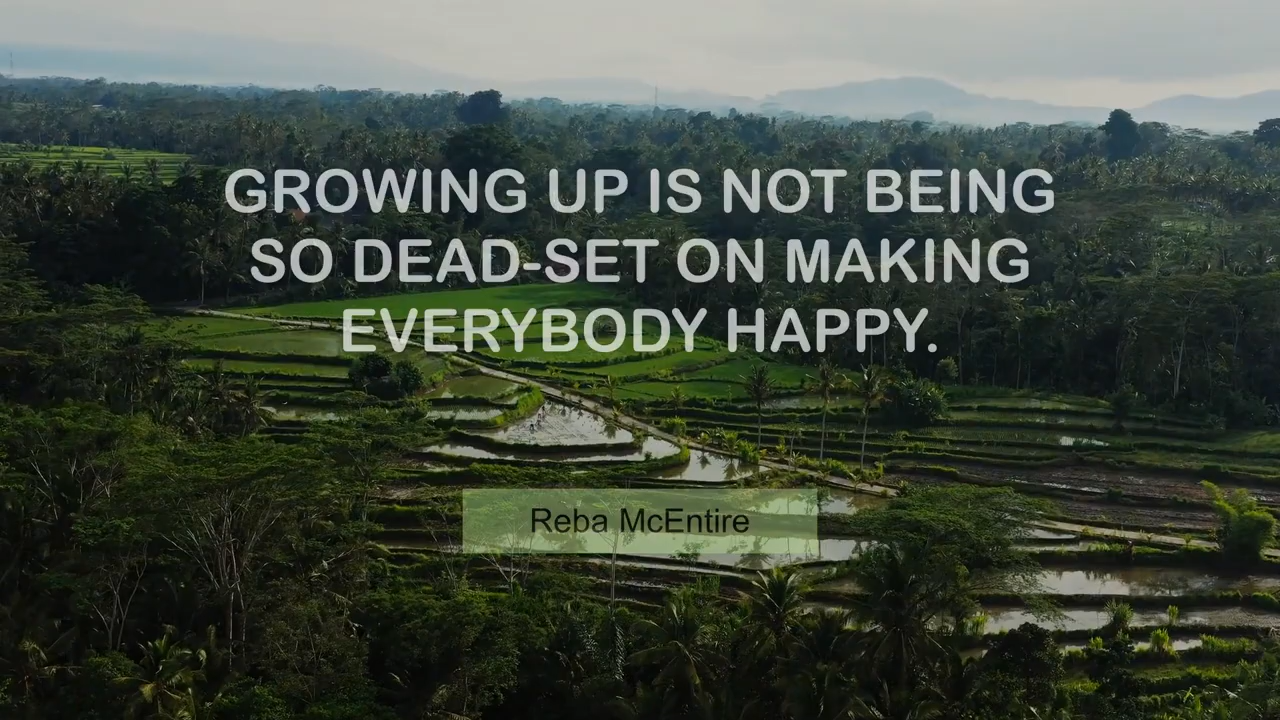 GROWING UP IS NOT BEING
SO DEAD-SET ON MAKING
EVERYBODY HAPPY.
Reba McEntire